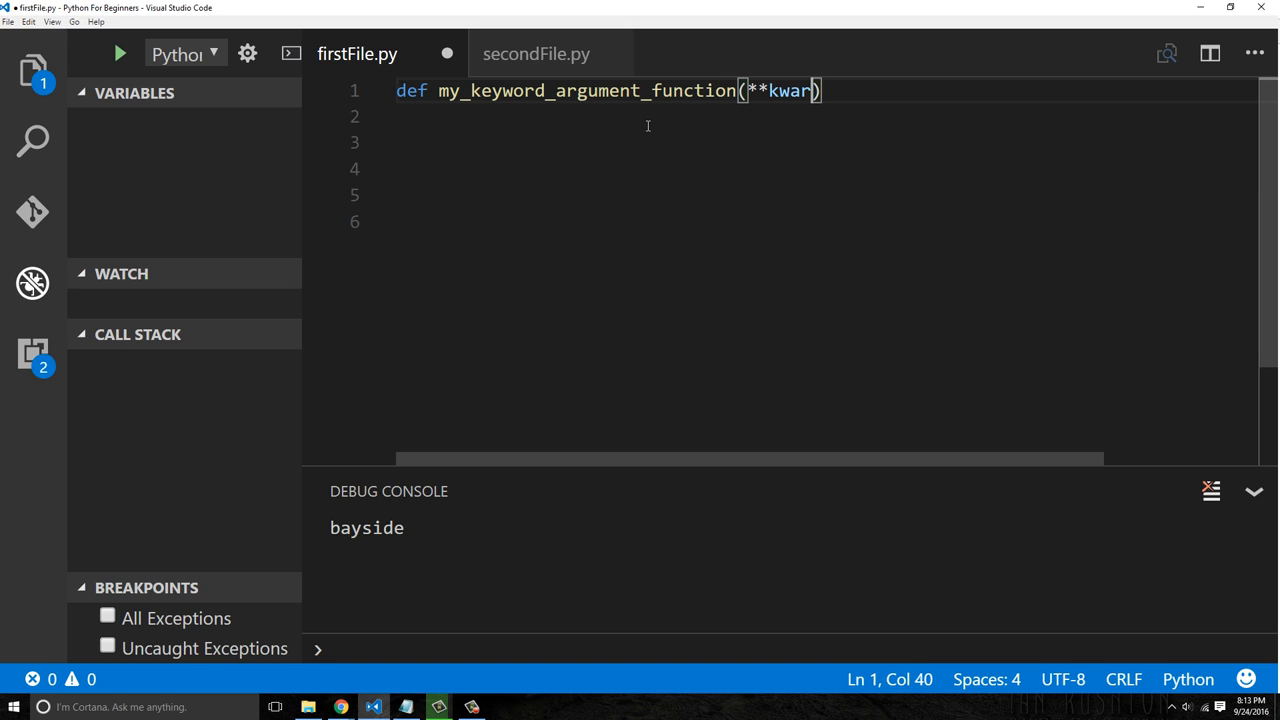 ● firstFile.py - Python For Beginners - Visual Studio Code
File Edit View Go Help
Pythor
firstFile.py
secondFile.py
1
VARIABLES
1 def my_keyword_argument_function(**kwar)
2
3
4
5
6
WATCH
CALL STACK
2
DEBUG CONSOLE
bayside
BREAKPOINTS
All Exceptions
Uncaught Exceptions
0 0
Ln 1, Col 40 Spaces: 4 UTF-8 CRLF Python
I'm Cortana. Ask me anything.
8:13 PM
9/24/2016